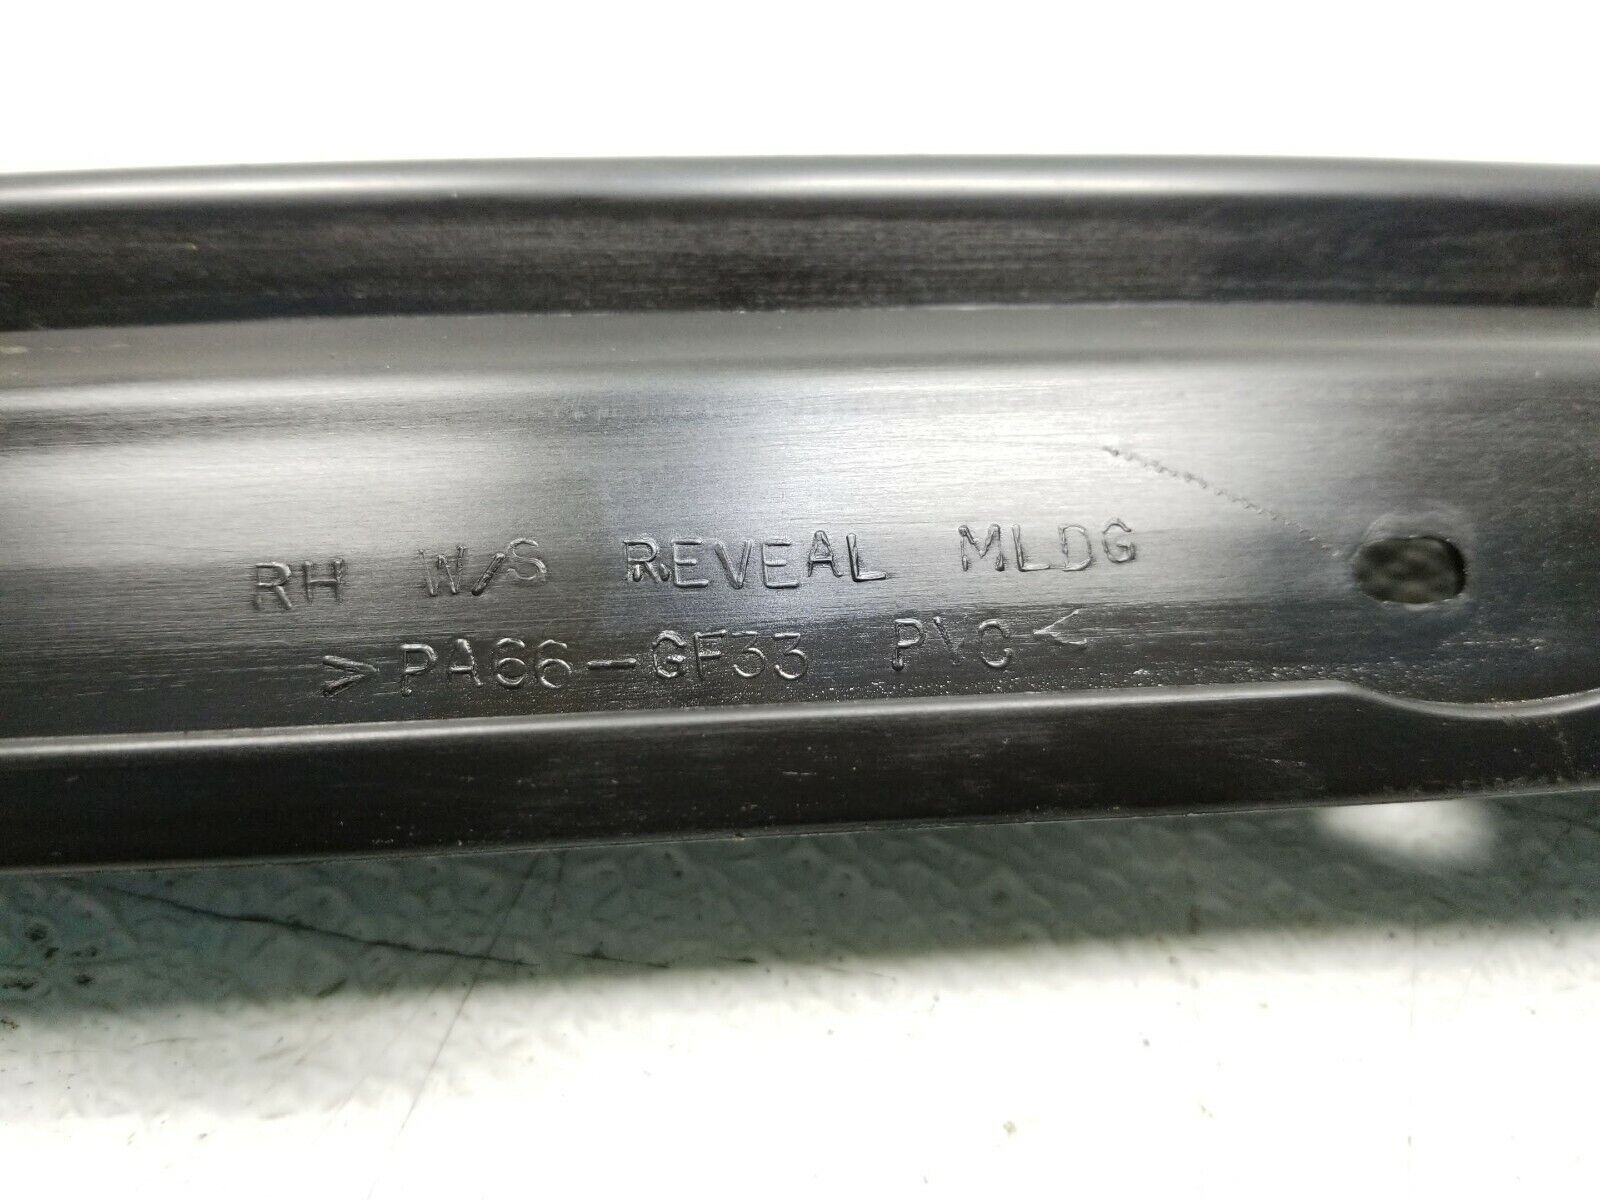 RH W/S REVEAL MLDG
>PA66-GF33 PVC<